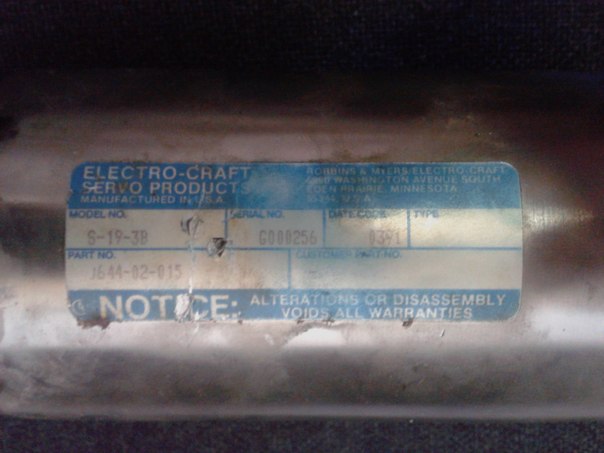 ELECTRO-CRAFT
SERVO PRODUCTS
MANUFACTURED IN U.S.A.
ROBBINS & MYERS/ELECTRO-CRAFT
WASHINGTON AVENUE SOUTH
EDEN PRAIRIE, MINNESOTA
U.S.A.
MODEL NO. SERIAL NO. DATE CODE TYPE
S-19-3B G000256 0391
PART NO. CUSTOMER PART NO.
J644-02-015
NOTICE: ALTERATIONS OR DISASSEMBLY
VOIDS ALL WARRANTIES